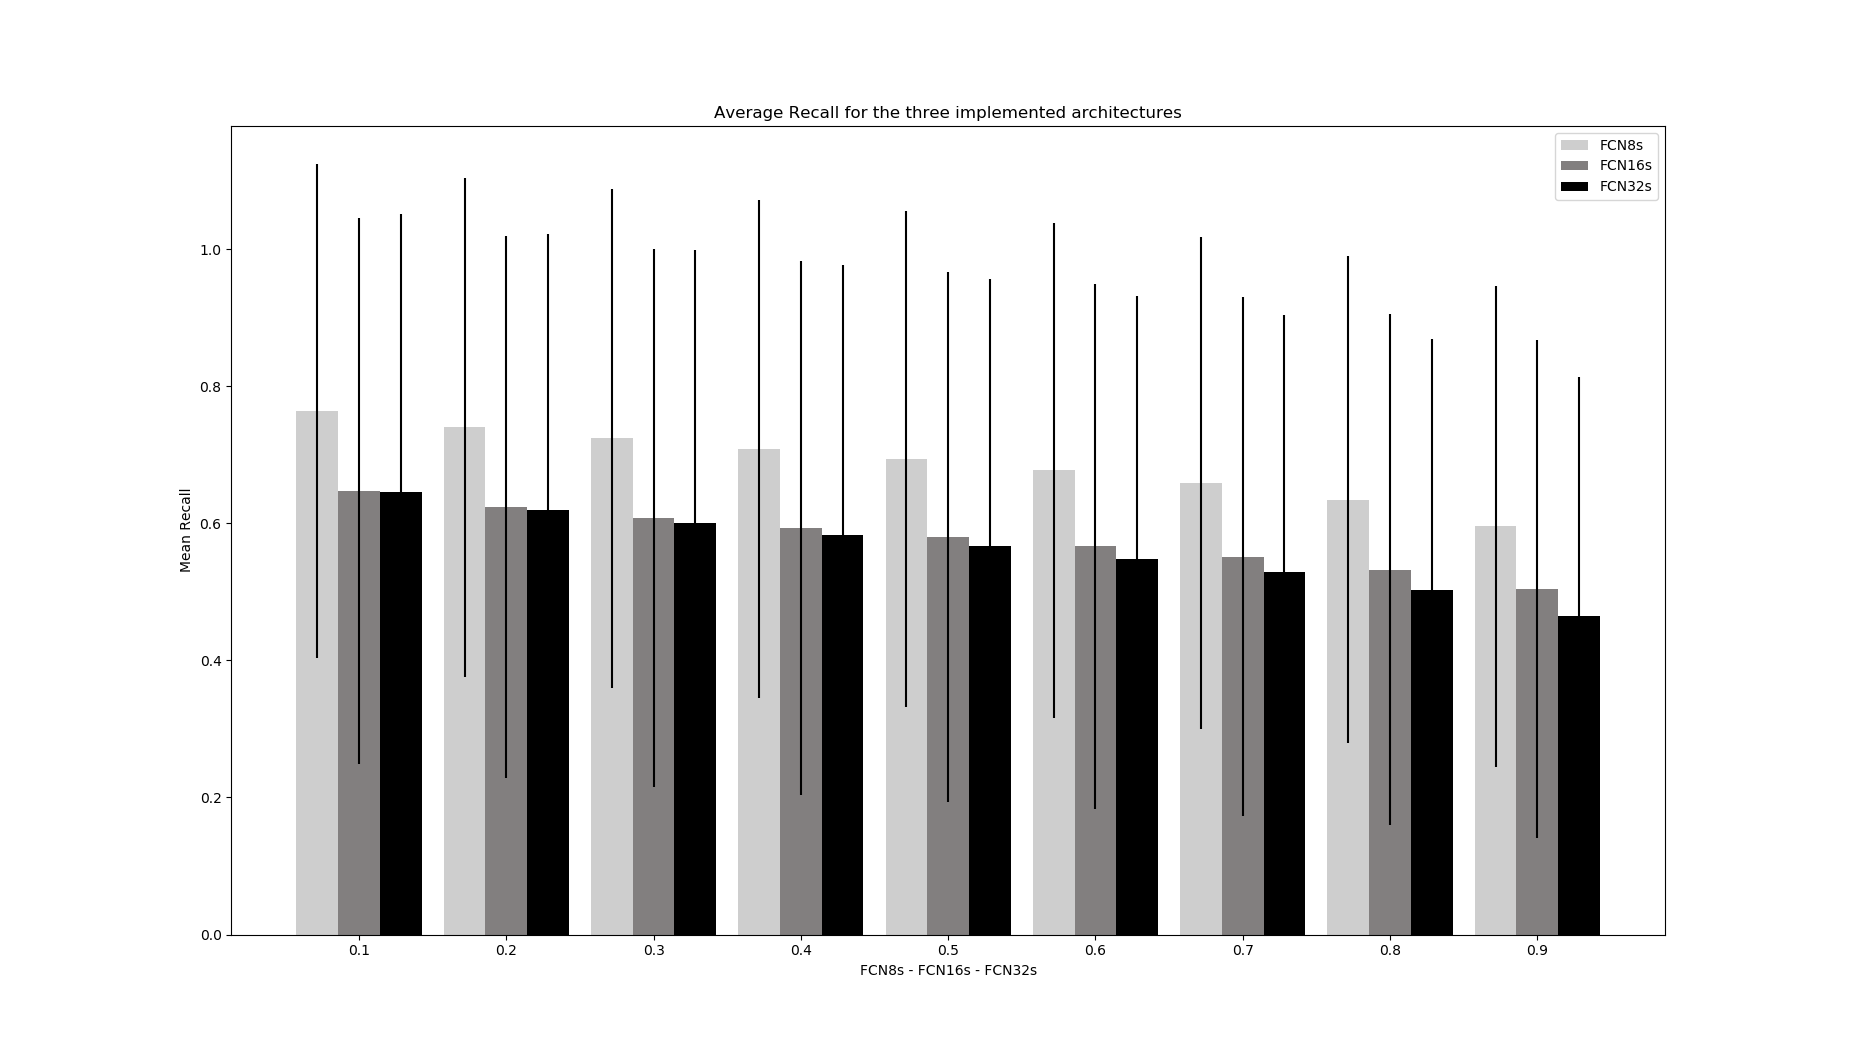 Average Recall for the three implemented architectures
FCN8s
FCN16s
FCN32s
Mean Recall
1.0
0.8
0.6
0.4
0.2
0.0
0.1 0.2 0.3 0.4 0.5 0.6 0.7 0.8 0.9
FCN8s - FCN16s - FCN32s